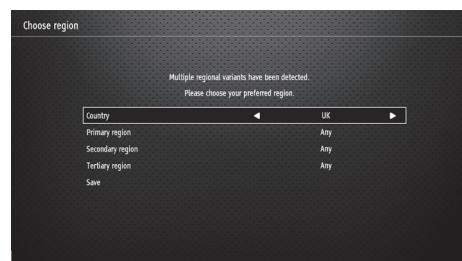 Choose region
Multiple regional variants have been detected.
Please choose your preferred region.
Country UK
Primary region Any
Secondary region Any
Tertiary region Any
Save